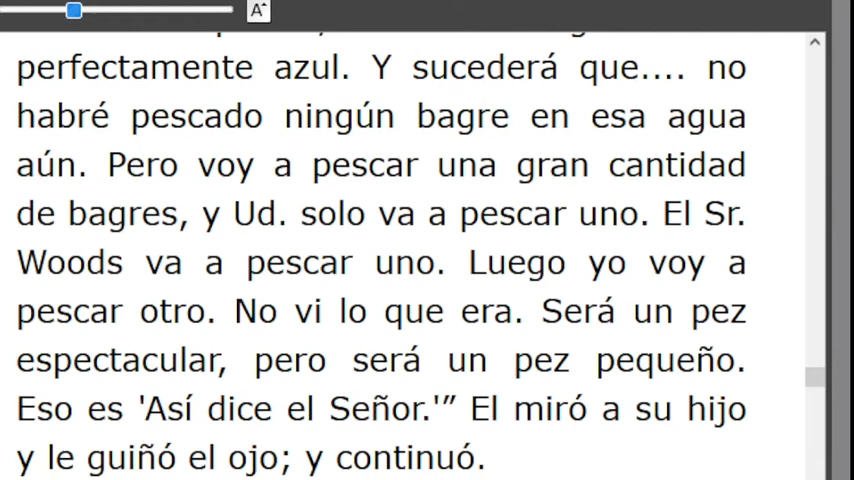 A
perfectamente azul. Y sucederá que.... no
habré pescado ningún bagre en esa agua
aún. Pero voy a pescar una gran cantidad
de bagres, y Ud. solo va a pescar uno. El Sr.
Woods va a pescar uno. Luego yo voy a
pescar otro. No vi lo que era. Será un pez
espectacular, pero será un pez pequeño.
Eso es 'Así dice el Señor.'” El miró a su hijo
y le guiñó el ojo; y continuó.